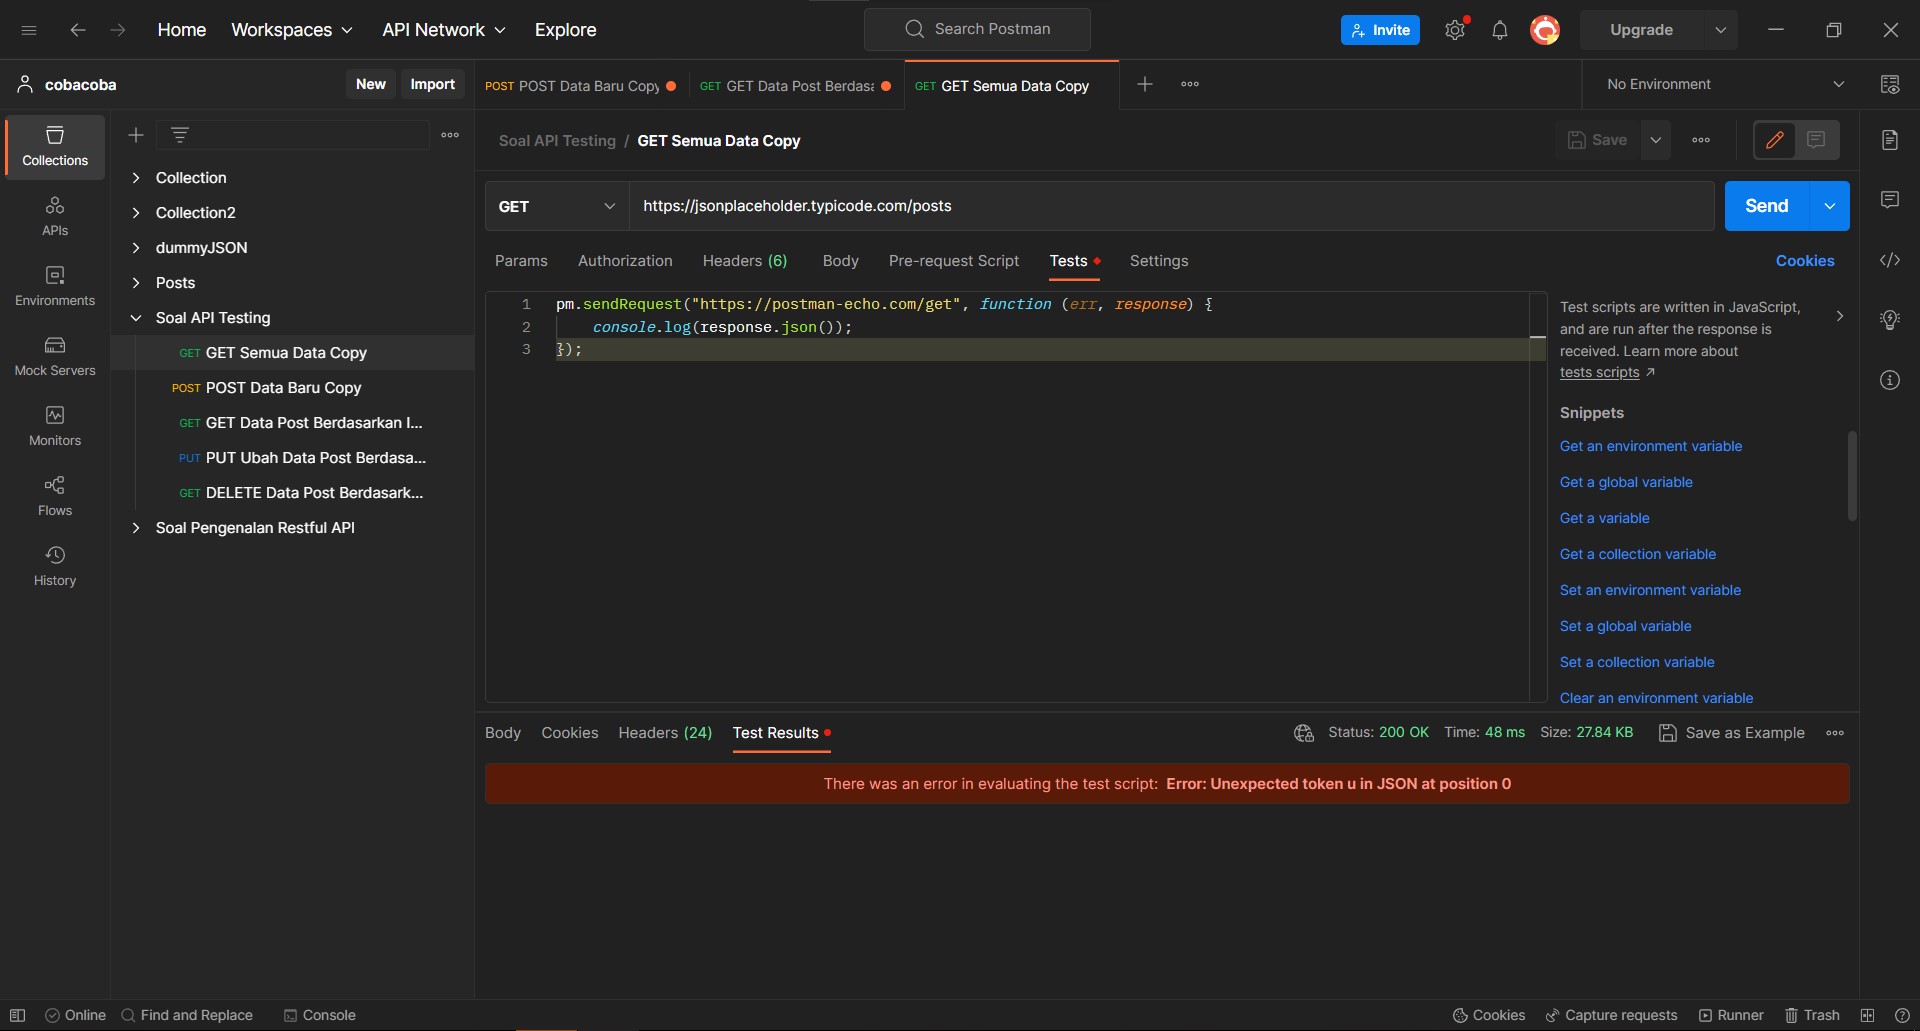 Home Workspaces API Network Explore Search Postman Invite Upgrade
cobacoba New Import POST POST Data Baru Copy GET GET Data Post Berdasa GET GET Semua Data Copy No Environment
Collections
APIs
Environments
Mock Servers
Monitors
Flows
History
Collection
Collection2
dummyJSON
Posts
Soal API Testing
GET GET Semua Data Copy
POST POST Data Baru Copy
GET GET Data Post Berdasarkan I...
PUT PUT Ubah Data Post Berdasa...
GET DELETE Data Post Berdasark...
Soal Pengenalan Restful API
Soal API Testing / GET Semua Data Copy Save
GET https://jsonplaceholder.typicode.com/posts Send
Params Authorization Headers (6) Body Pre-request Script Tests Settings Cookies
1 pm.sendRequest("https://postman-echo.com/get", function (err, response) {
2 console.log(response.json());
3 });
Test scripts are written in JavaScript,
and are run after the response is
received. Learn more about
tests scripts
Snippets
Get an environment variable
Get a global variable
Get a variable
Get a collection variable
Set an environment variable
Set a global variable
Set a collection variable
Clear an environment variable
Body Cookies Headers (24) Test Results Status: 200 OK Time: 48 ms Size: 27.84 KB Save as Example
There was an error in evaluating the test script: Error: Unexpected token u in JSON at position 0
Online Find and Replace Console Cookies Capture requests Runner Trash